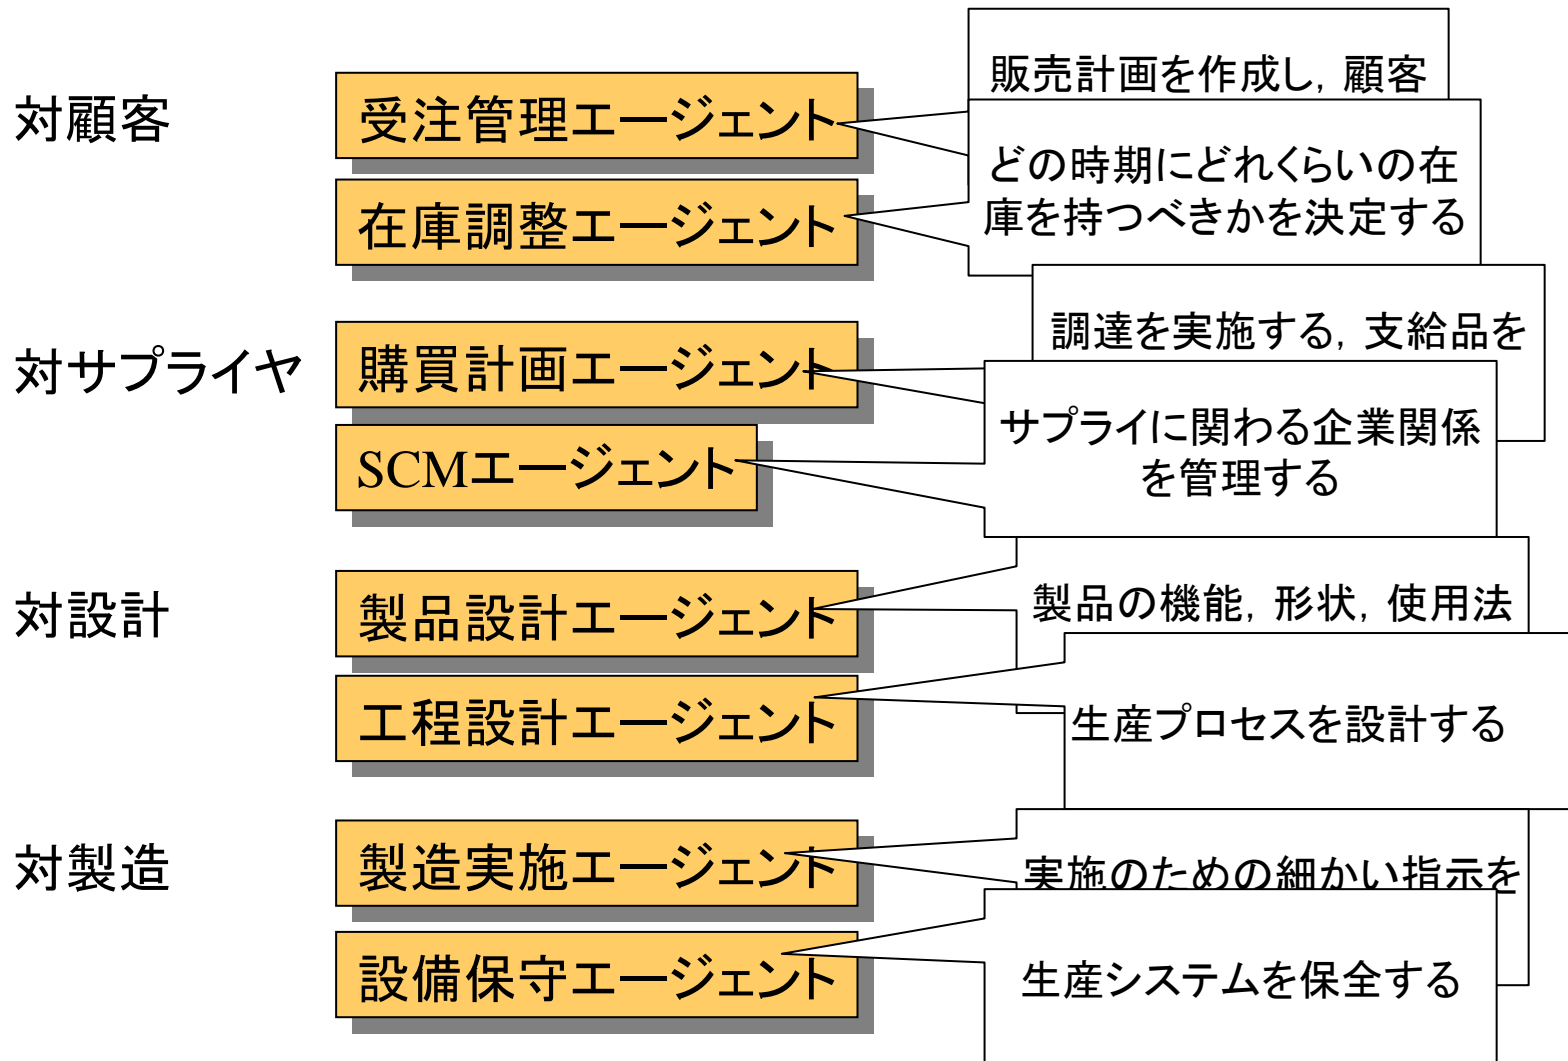 対顧客
受注管理エージェント
販売計画を作成し，顧客
在庫調整エージェント
どの時期にどれくらいの在
庫を持つべきかを決定する
対サプライヤ
購買計画エージェント
調達を実施する，支給品を
SCMエージェント
サプライに関わる企業関係
を管理する
対設計
製品設計エージェント
製品の機能，形状，使用法
工程設計エージェント
生産プロセスを設計する
対製造
製造実施エージェント
実施のための細かい指示を
設備保守エージェント
生産システムを保全する